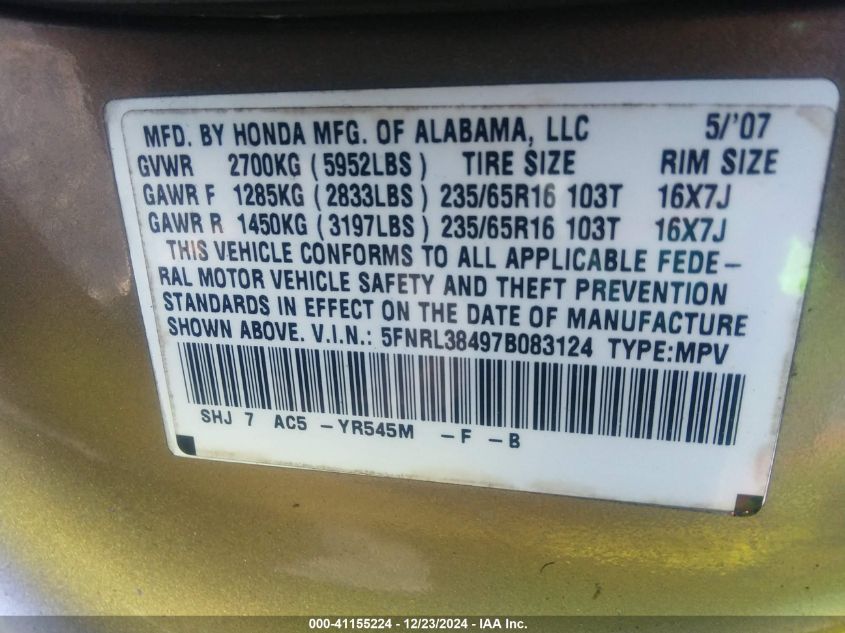 MFD. BY HONDA MFG. OF ALABAMA, LLC 5/'07
GVWR 2700KG (5952LBS) TIRE SIZE RIM SIZE
GAWR F 1285KG (2833LBS) 235/65R16 103T 16X7J
GAWR R 1450KG (3197LBS) 235/65R16 103T 16X7J
THIS VEHICLE CONFORMS TO ALL APPLICABLE FEDE-
RAL MOTOR VEHICLE SAFETY AND THEFT PREVENTION
STANDARDS IN EFFECT ON THE DATE OF MANUFACTURE
SHOWN ABOVE. V.I.N.: 5FNRL38497B083124 TYPE:MPV
SHJ 7 AC5 -YR545M -F -B
000-41155224 - 12/23/2024 - IAA Inc.